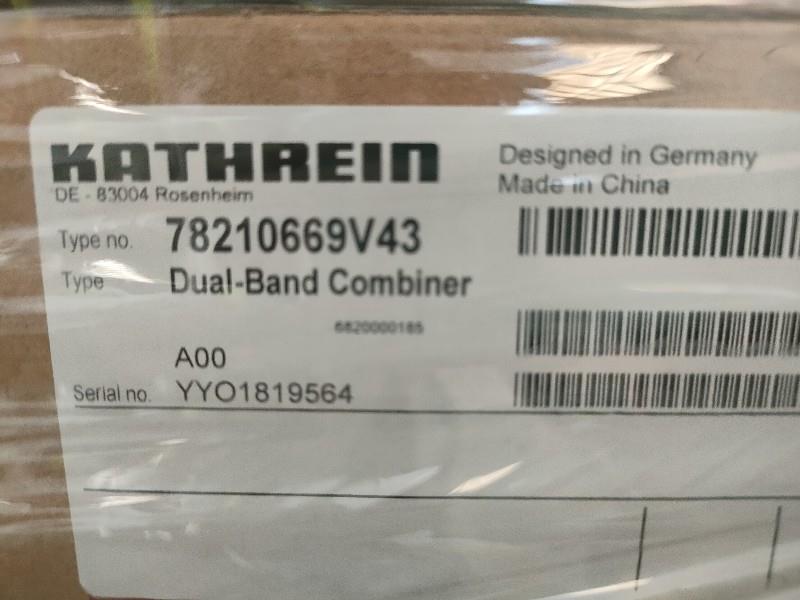 KATHREIN
DE - 83004 Rosenheim
Designed in Germany
Made in China
Type no. 78210669V43
Type Dual-Band Combiner
6820000185
A00
Serial no. YYO1819564